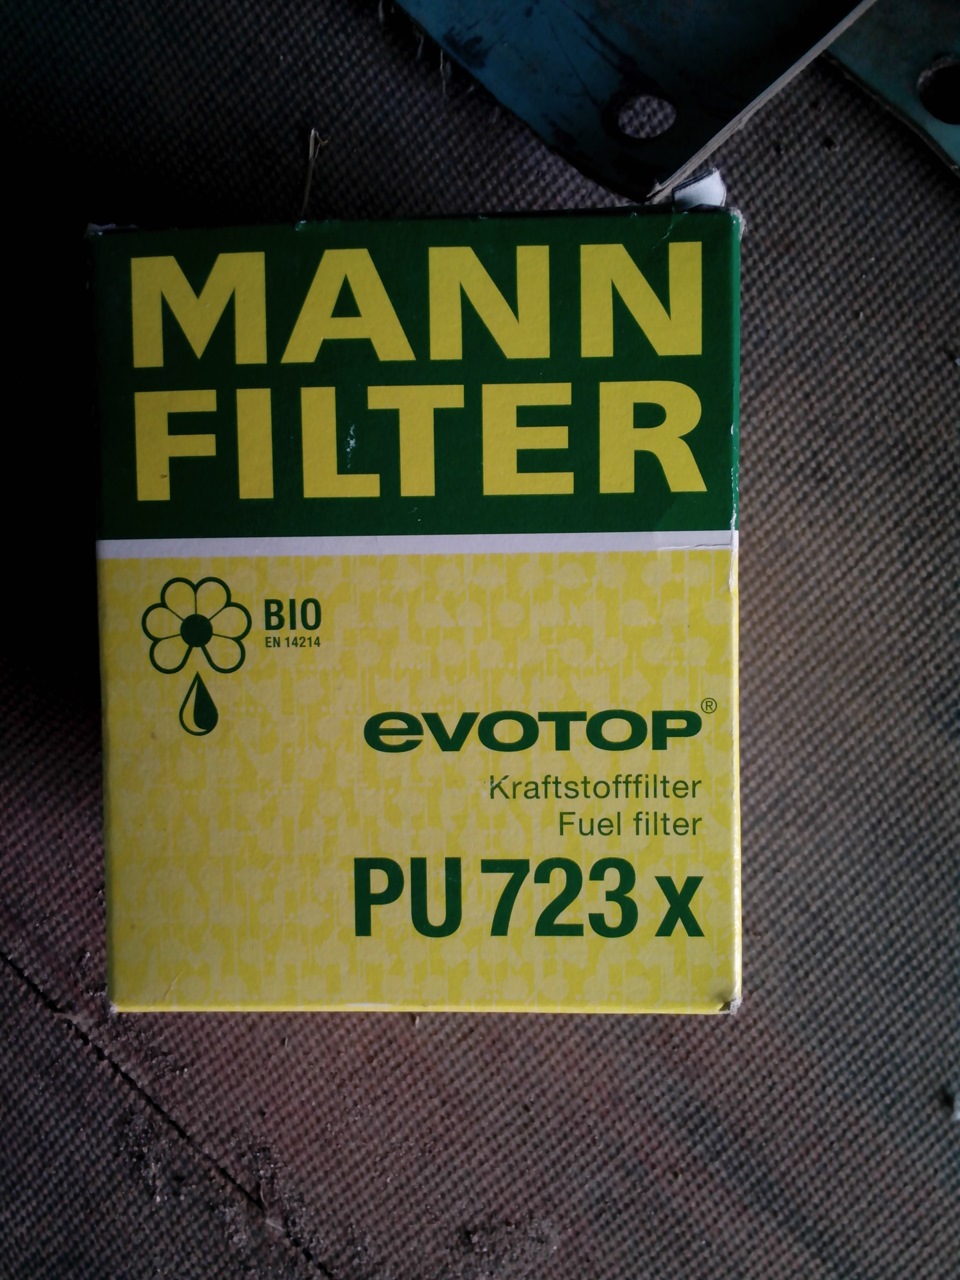 MANN
FILTER
BIO
EN 14214
evoTOP®
Kraftstofffilter
Fuel filter
PU 723 x